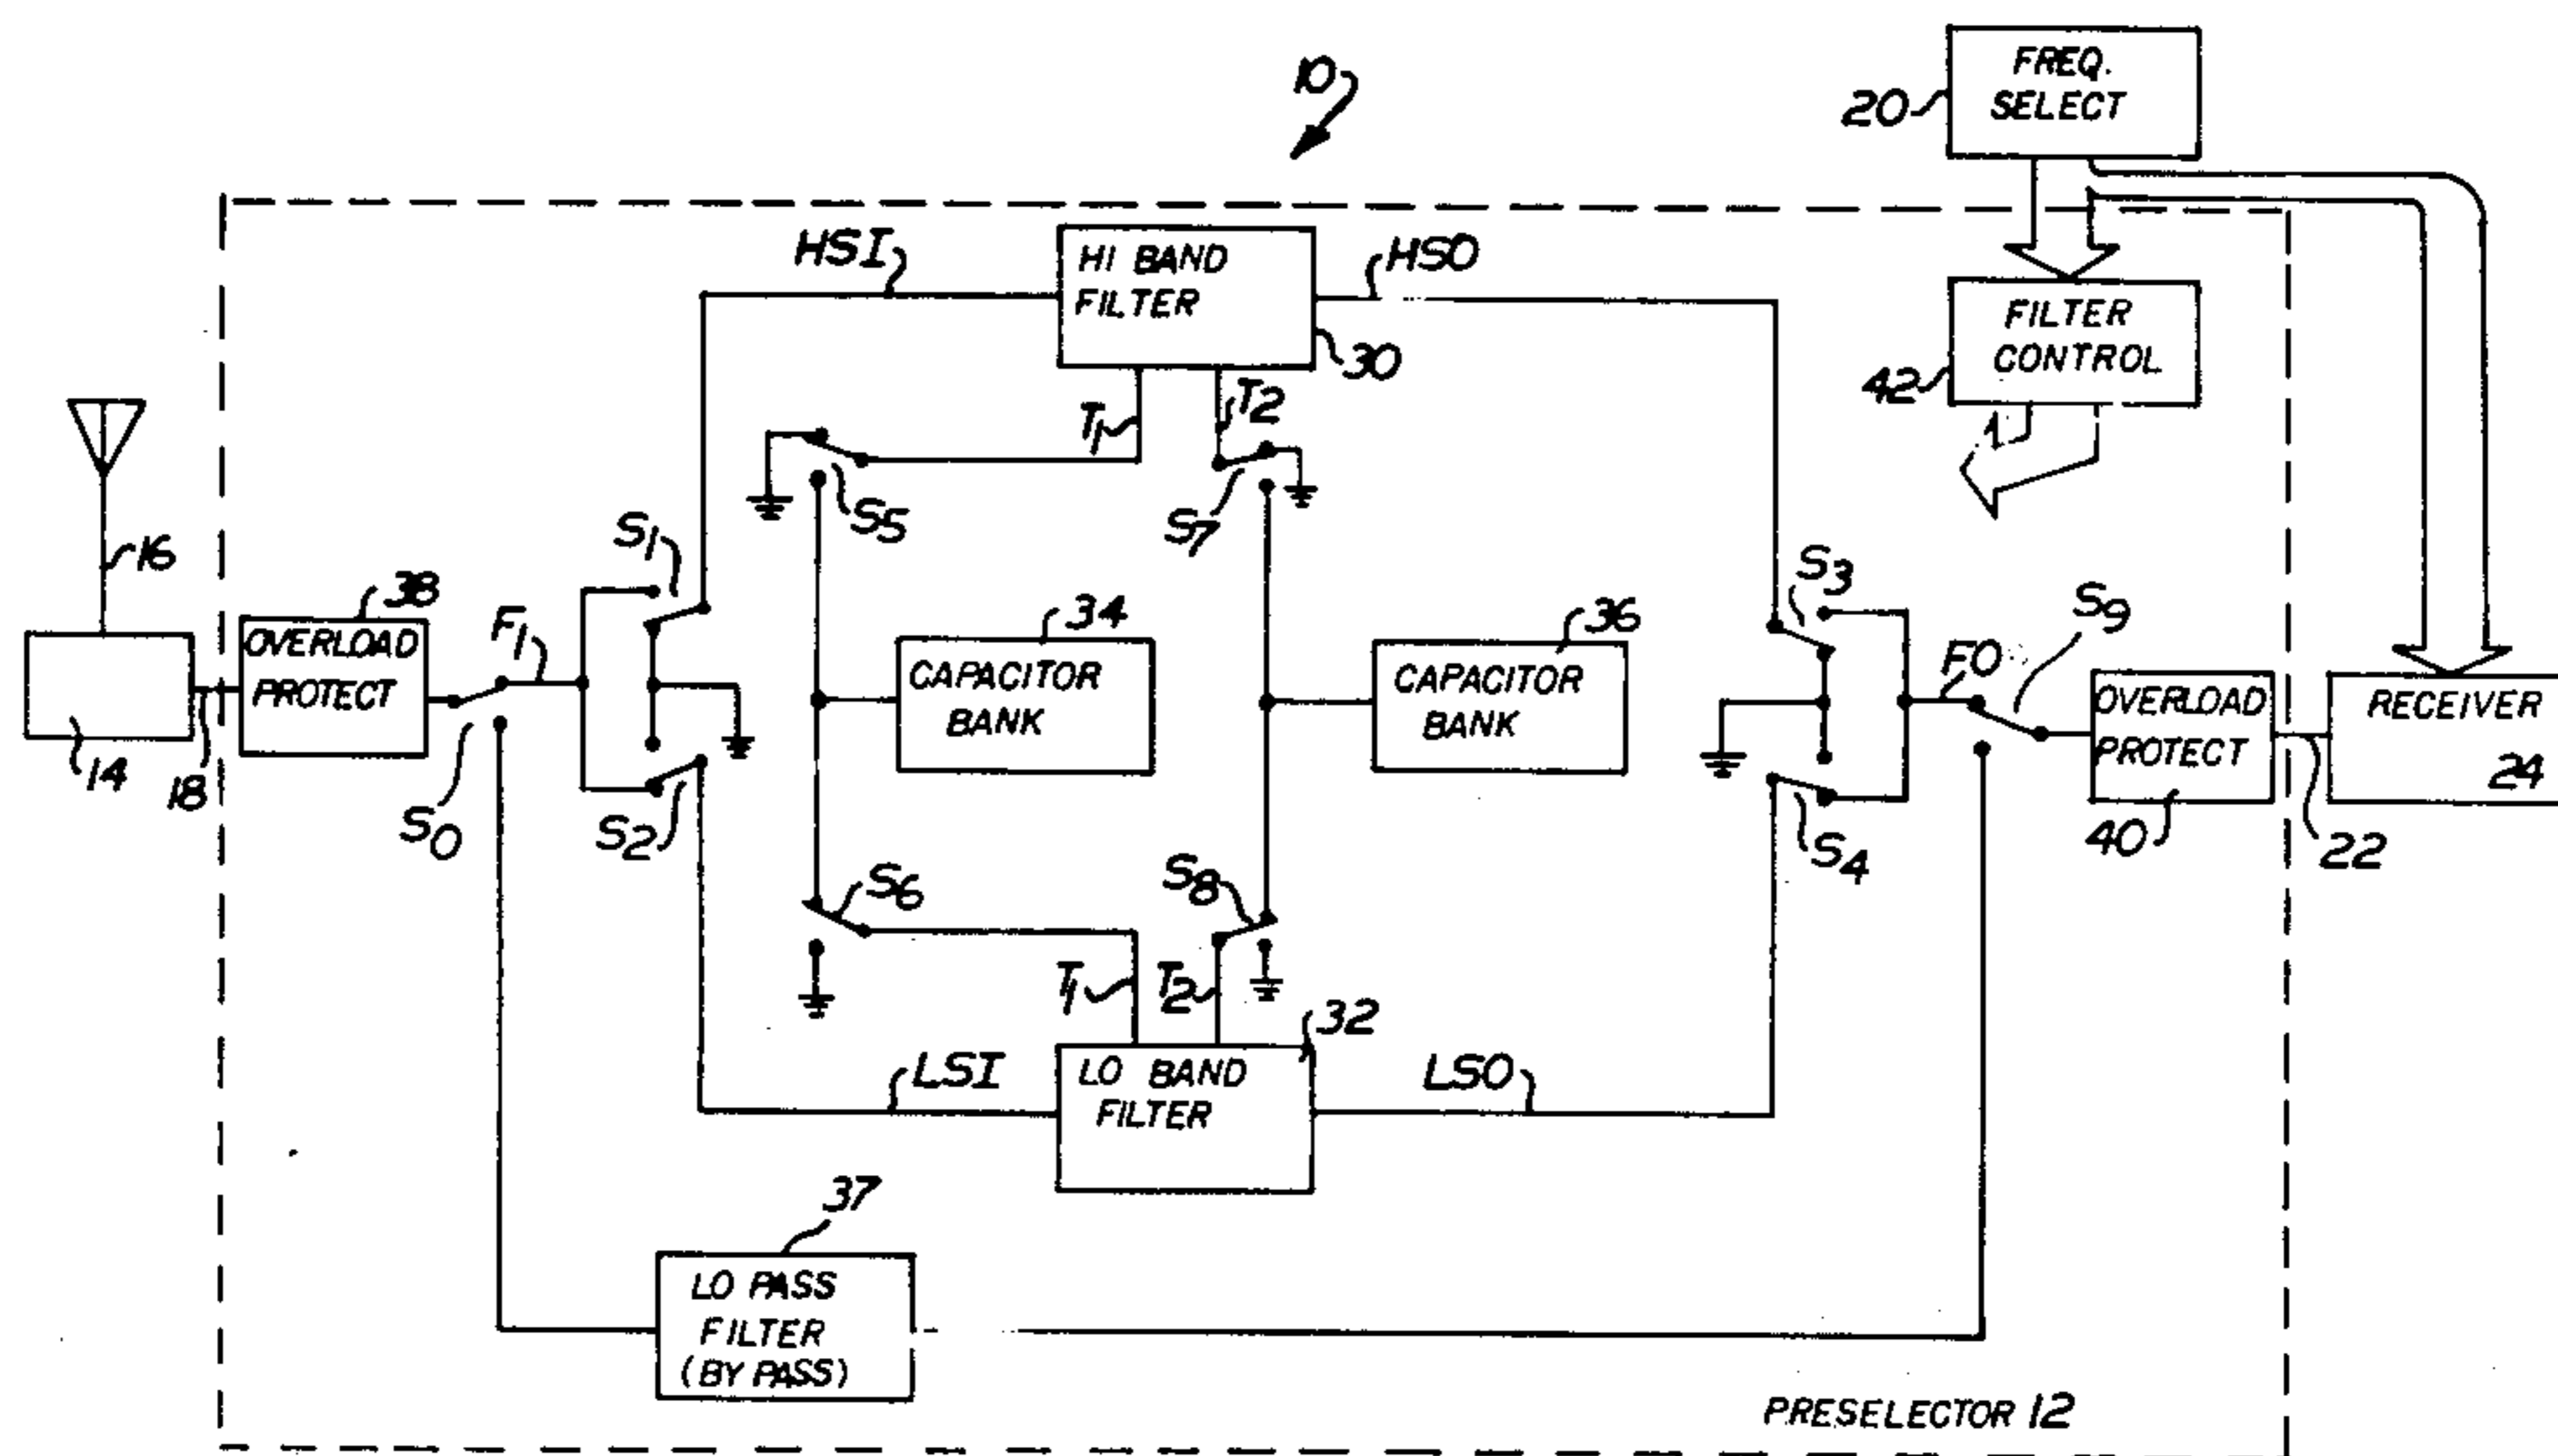 10
FREQ.
SELECT
20
HSI
HI BAND
FILTER
HSO
30
FILTER
CONTROL
42
T1
T2
16
S5
S7
S1
38
OVERLOAD
PROTECT
F1
34
CAPACITOR
BANK
36
CAPACITOR
BANK
S3
S9
FO
OVERLOAD
PROTECT
RECEIVER
24
14
18
S0
S2
S4
40
22
S6
S8
T1
T2
32
LSI
LO BAND
FILTER
LSO
37
LO PASS
FILTER
(BY PASS)
PRESELECTOR 12